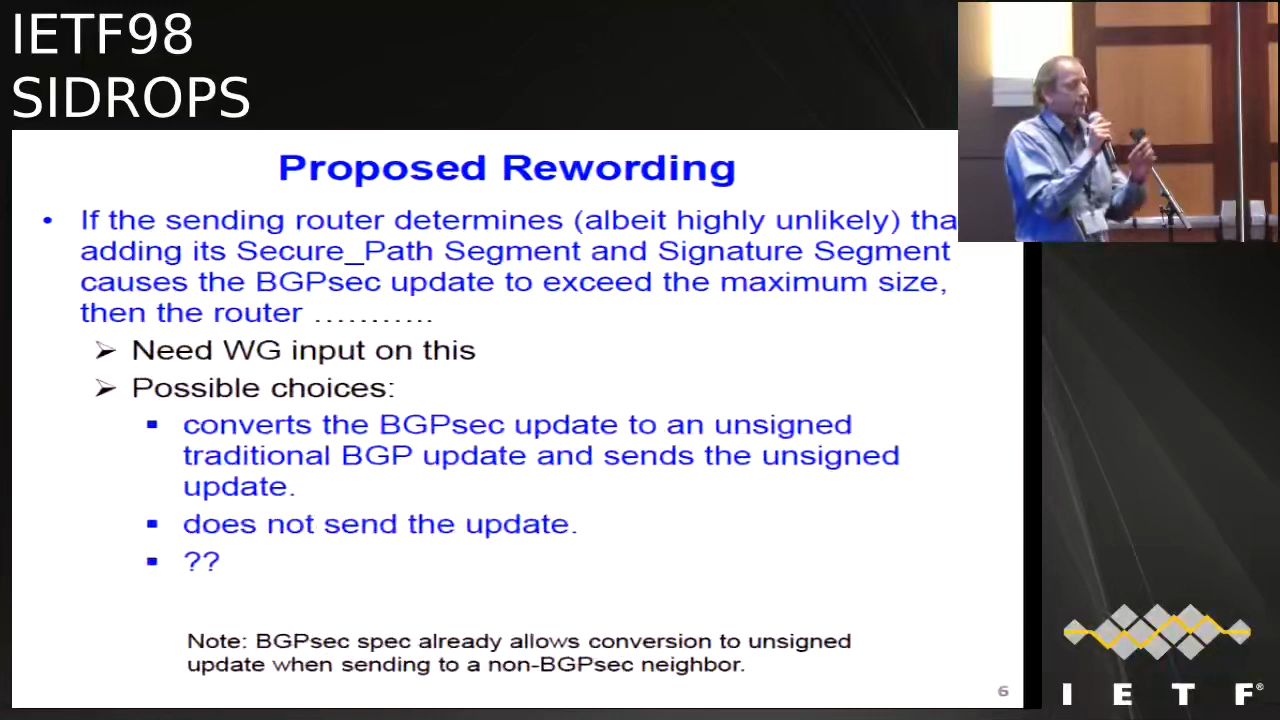 IETF98
SIDROPS
Proposed Rewording
• If the sending router determines (albeit highly unlikely) tha
adding its Secure_Path Segment and Signature Segment
causes the BGPsec update to exceed the maximum size,
then the router ………..
➢ Need WG input on this
➢ Possible choices:
▪ converts the BGPsec update to an unsigned
traditional BGP update and sends the unsigned
update.
▪ does not send the update.
▪ ??
Note: BGPsec spec already allows conversion to unsigned
update when sending to a non-BGPsec neighbor.
6
I E T F®